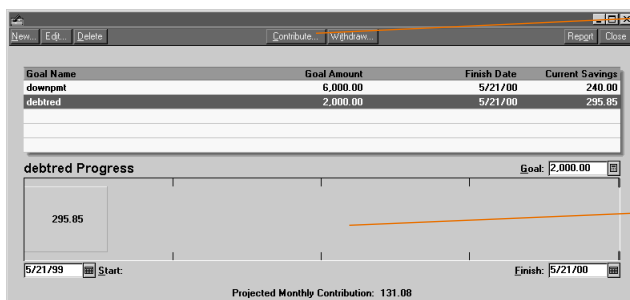 New... Edit... Delete Contribute... Withdraw... Report Close
Goal Name Goal Amount Finish Date Current Savings
downpmt 6,000.00 5/21/00 240.00
debtred 2,000.00 5/21/00 295.85
debtred Progress Goal: 2,000.00
295.85
5/21/99 Start: Finish: 5/21/00
Projected Monthly Contribution: 131.08